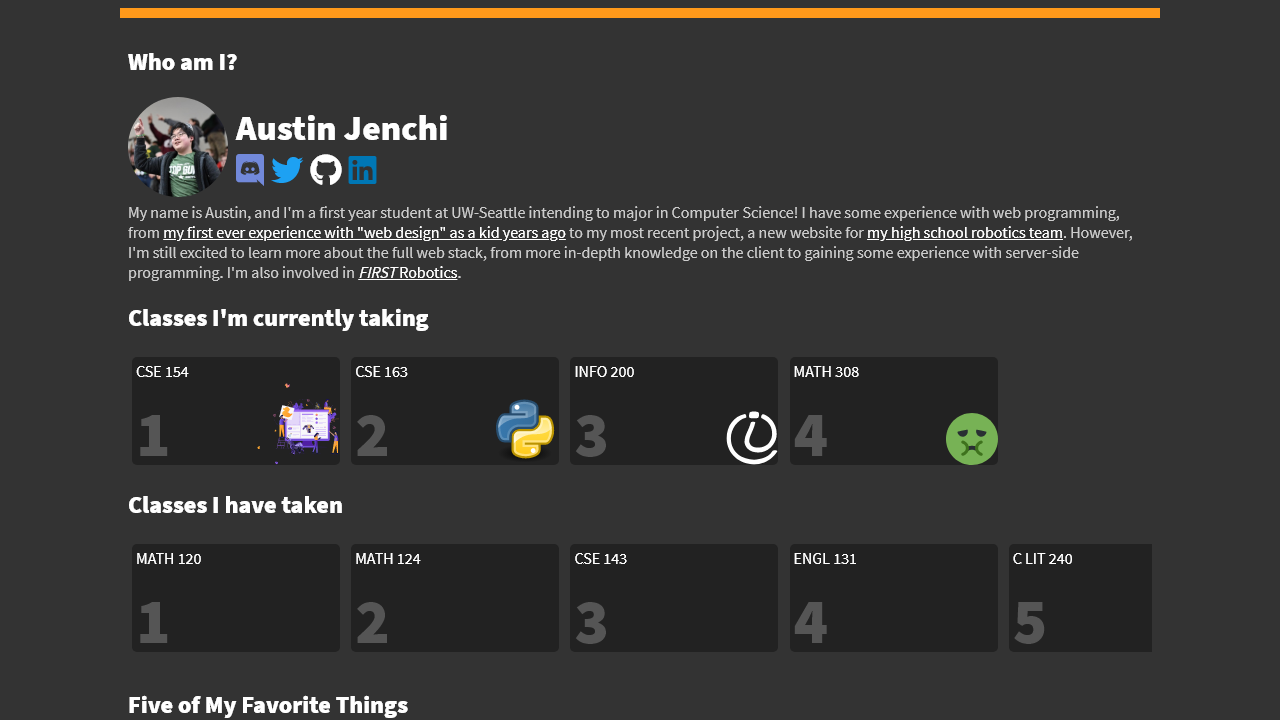 Who am I?
Austin Jenchi
My name is Austin, and I'm a first year student at UW-Seattle intending to major in Computer Science! I have some experience with web programming,
from my first ever experience with "web design" as a kid years ago to my most recent project, a new website for my high school robotics team. However,
I'm still excited to learn more about the full web stack, from more in-depth knowledge on the client to gaining some experience with server-side
programming. I'm also involved in FIRST Robotics.
Classes I'm currently taking
CSE 154
1
CSE 163
2
INFO 200
3
MATH 308
4
Classes I have taken
MATH 120
1
MATH 124
2
CSE 143
3
ENGL 131
4
C LIT 240
5
Five of My Favorite Things